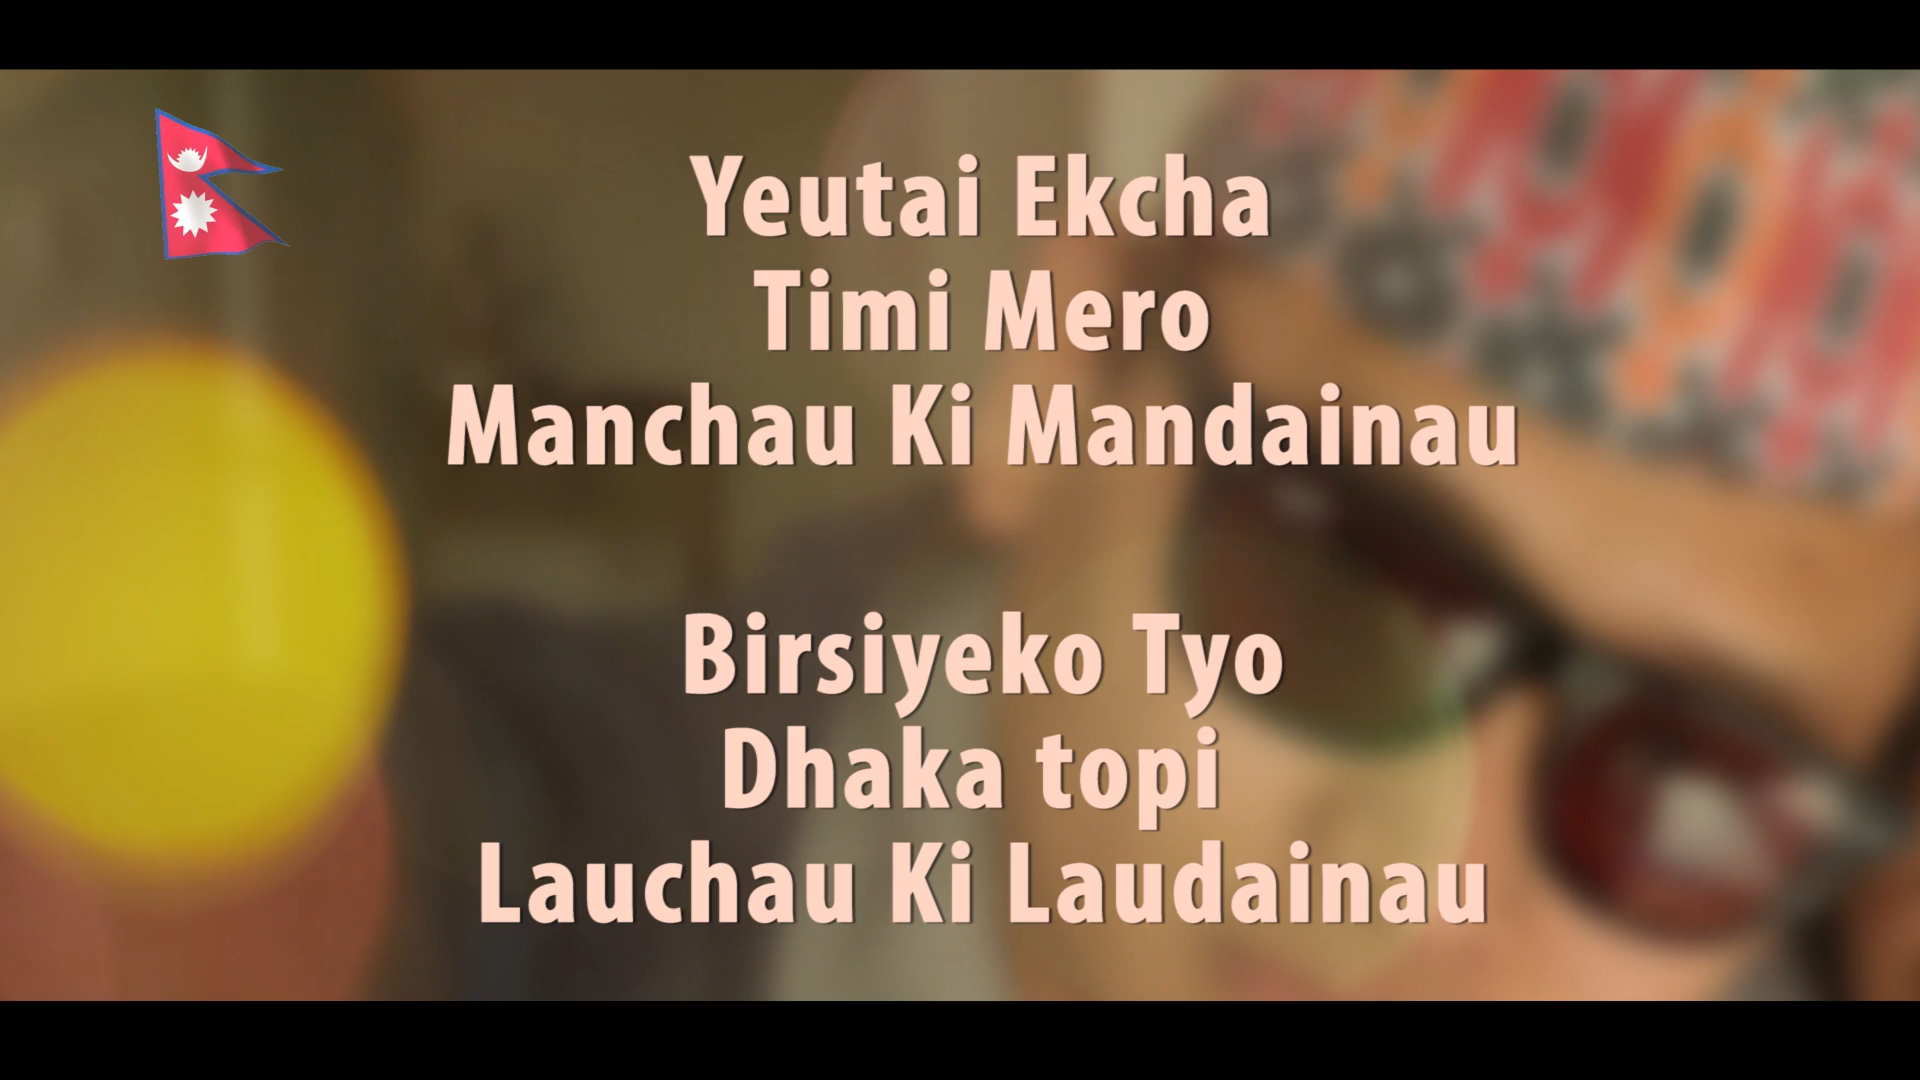 Yeutai Ekcha
Timi Mero
Manchau Ki Mandainau
Birsiyeko Tyo
Dhaka topi
Lauchau Ki Laudainau